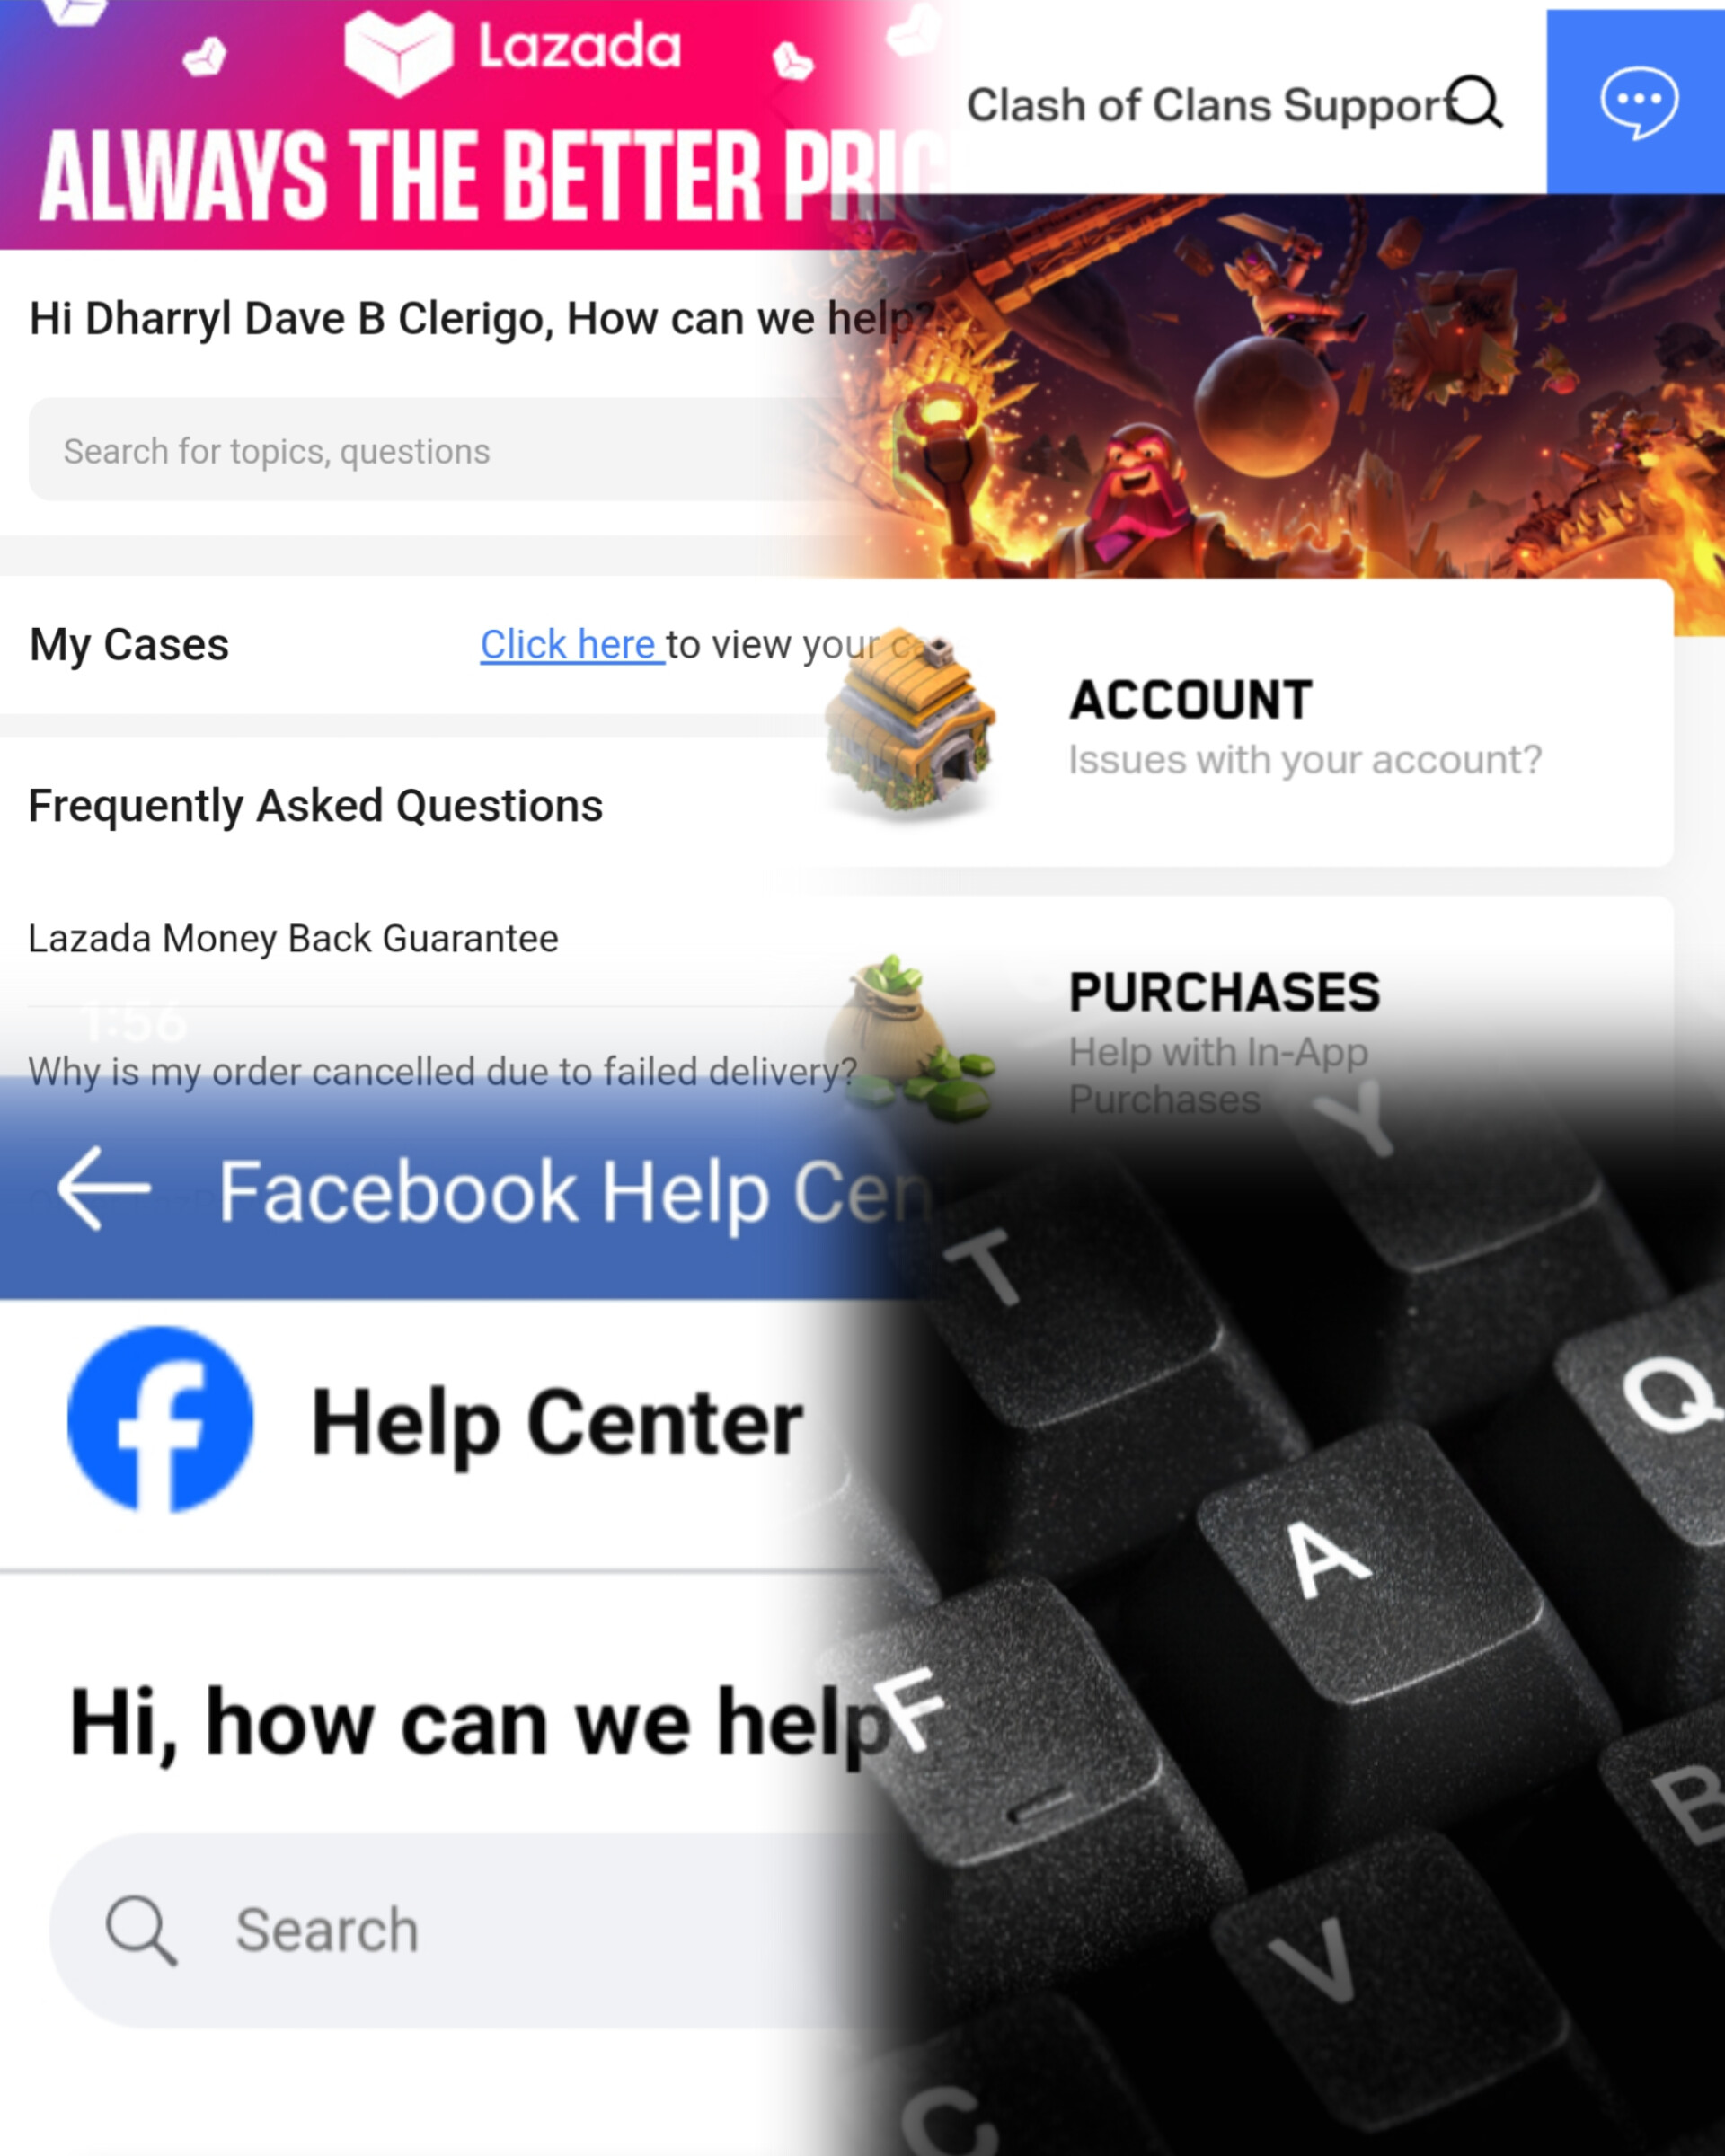 Lazada
ALWAYS THE BETTER PRIC
Hi Dharryl Dave B Clerigo, How can we help?
Search for topics, questions
My Cases
Click here to view your ca
Frequently Asked Questions
Lazada Money Back Guarantee
1:56
Why is my order cancelled due to failed delivery?
Clash of Clans Support
ACCOUNT
Issues with your account?
PURCHASES
Help with In-App
Purchases
Facebook Help Cen
Help Center
Hi, how can we help
Search
Y
T
Q
A
F
B
V
C